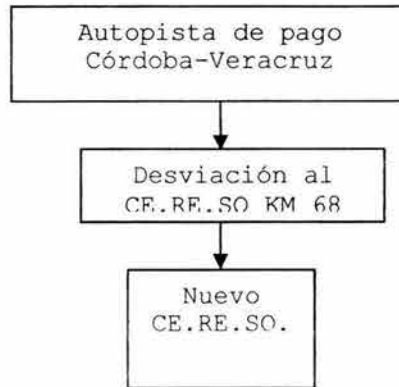 Autopista de pago
Córdoba-Veracruz
Desviación al
CE.RE.SO KM 68
Nuevo
CE.RE.SO.